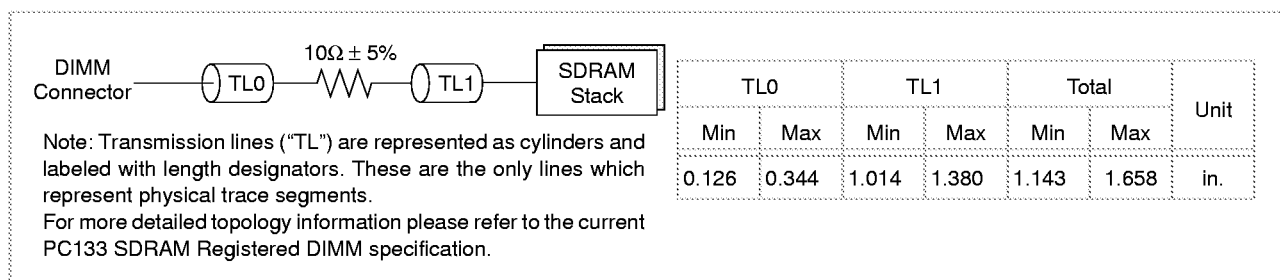 10Ω ± 5%
DIMM
Connector
TL0
TL1
SDRAM
Stack
Note: Transmission lines (“TL”) are represented as cylinders and
labeled with length designators. These are the only lines which
represent physical trace segments.
For more detailed topology information please refer to the current
PC133 SDRAM Registered DIMM specification.
TL0 TL1 Total Unit
Min Max Min Max Min Max
0.126 0.344 1.014 1.380 1.143 1.658 in.